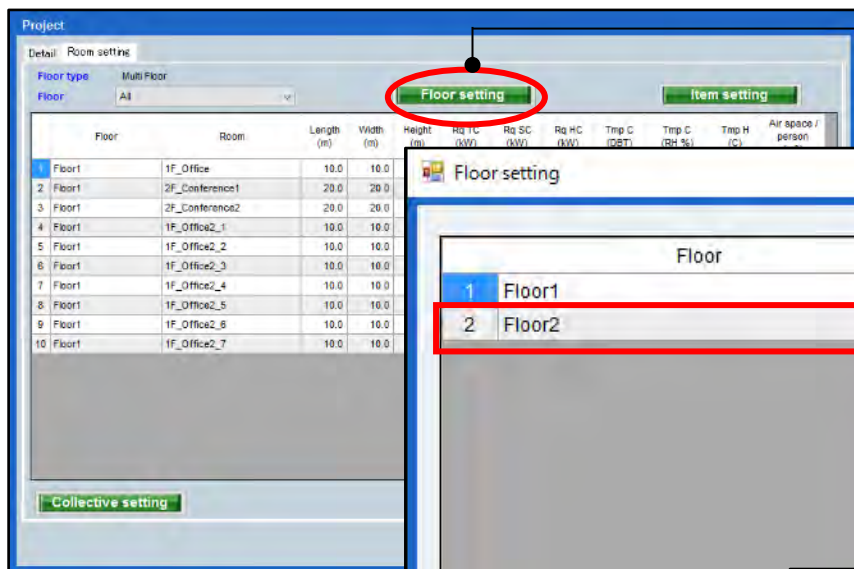 Project
Detail Room setting
Floor type Multi Floor
Floor All
Floor setting Item setting
Floor Room Length (m) Width (m) Height (m) Rq TC (kW) Rq SC (kW) Rq HC (kW) Tmp C (DBT) Tmp C (RH %) Tmp H (C) Air space / person
1 Floor1 1F_Office 10.0 10.0
2 Floor1 2F_Conference1 20.0 20.0
3 Floor1 2F_Conference2 20.0 20.0
4 Floor1 1F_Office2_1 10.0 10.0
5 Floor1 1F_Office2_2 10.0 10.0
6 Floor1 1F_Office2_3 10.0 10.0
7 Floor1 1F_Office2_4 10.0 10.0
8 Floor1 1F_Office2_5 10.0 10.0
9 Floor1 1F_Office2_6 10.0 10.0
10 Floor1 1F_Office2_7 10.0 10.0
Collective setting
Floor setting
Floor
1 Floor1
2 Floor2